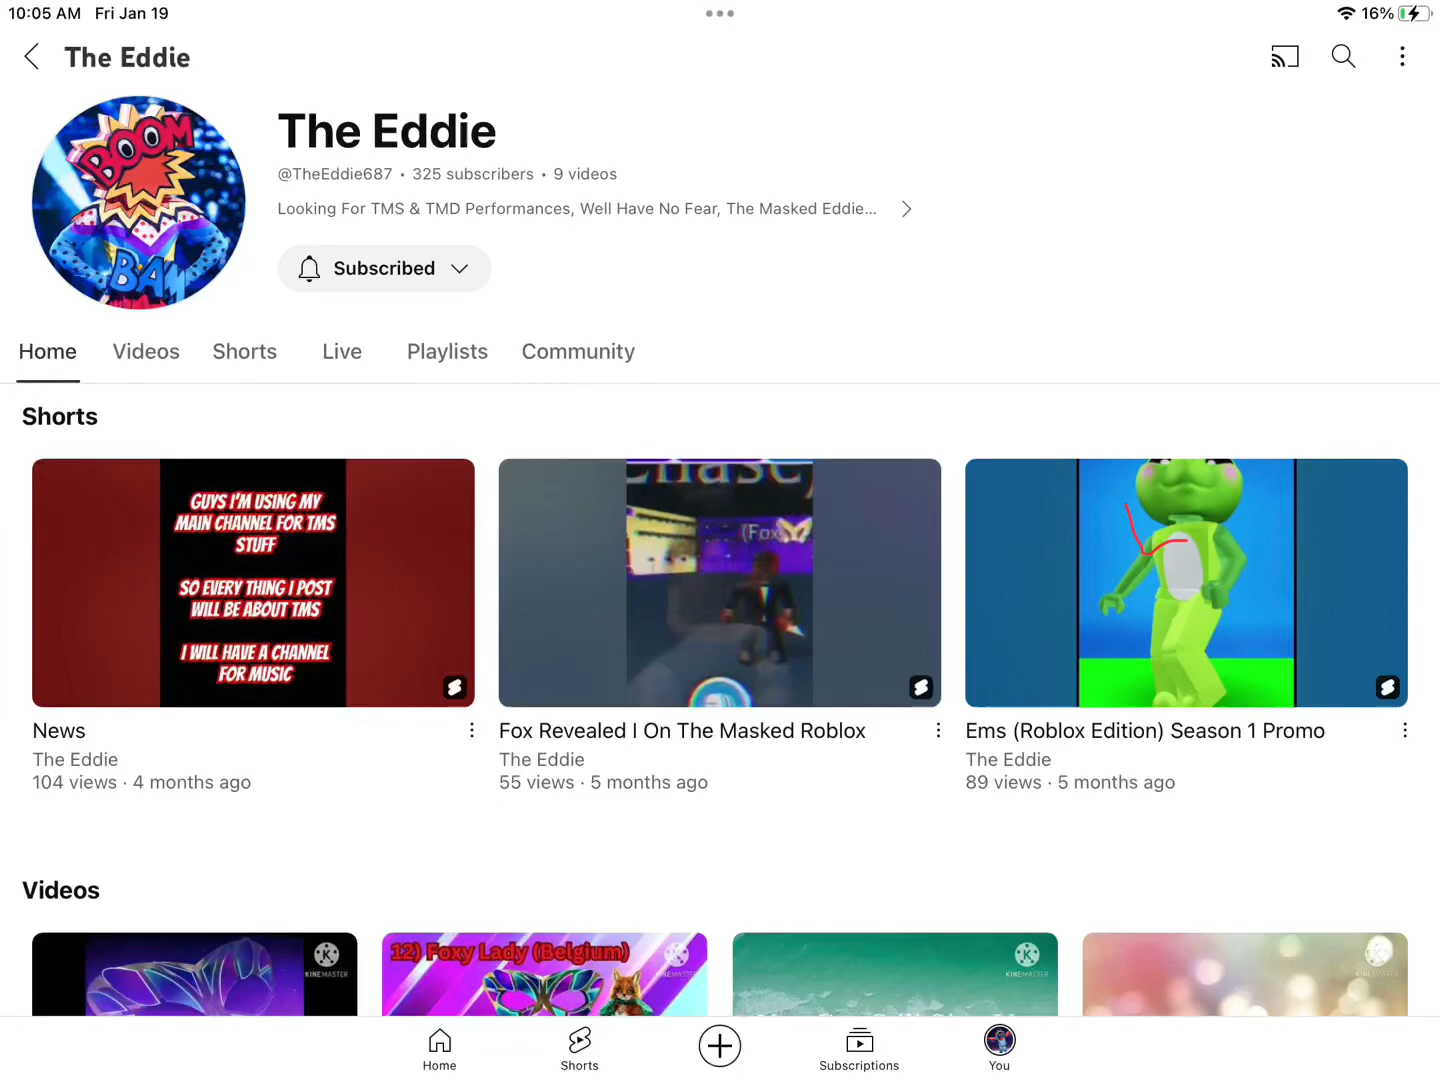 10:05 AM Fri Jan 19
16%
The Eddie
BOOM
BAM
The Eddie
@TheEddie687 • 325 subscribers • 9 videos
Looking For TMS & TMD Performances, Well Have No Fear, The Masked Eddie...
Subscribed
Home Videos Shorts Live Playlists Community
Shorts
GUYS I'M USING MY
MAIN CHANNEL FOR TMS
STUFF
SO EVERY THING I POST
WILL BE ABOUT TMS
I WILL HAVE A CHANNEL
FOR MUSIC
(Fox)
News
The Eddie
104 views · 4 months ago
Fox Revealed I On The Masked Roblox
The Eddie
55 views · 5 months ago
Ems (Roblox Edition) Season 1 Promo
The Eddie
89 views · 5 months ago
Videos
KINEMASTER
12) Foxy Lady (Belgium)
KINEMASTER
KINEMASTER
KINEMASTER
Home Shorts Subscriptions You